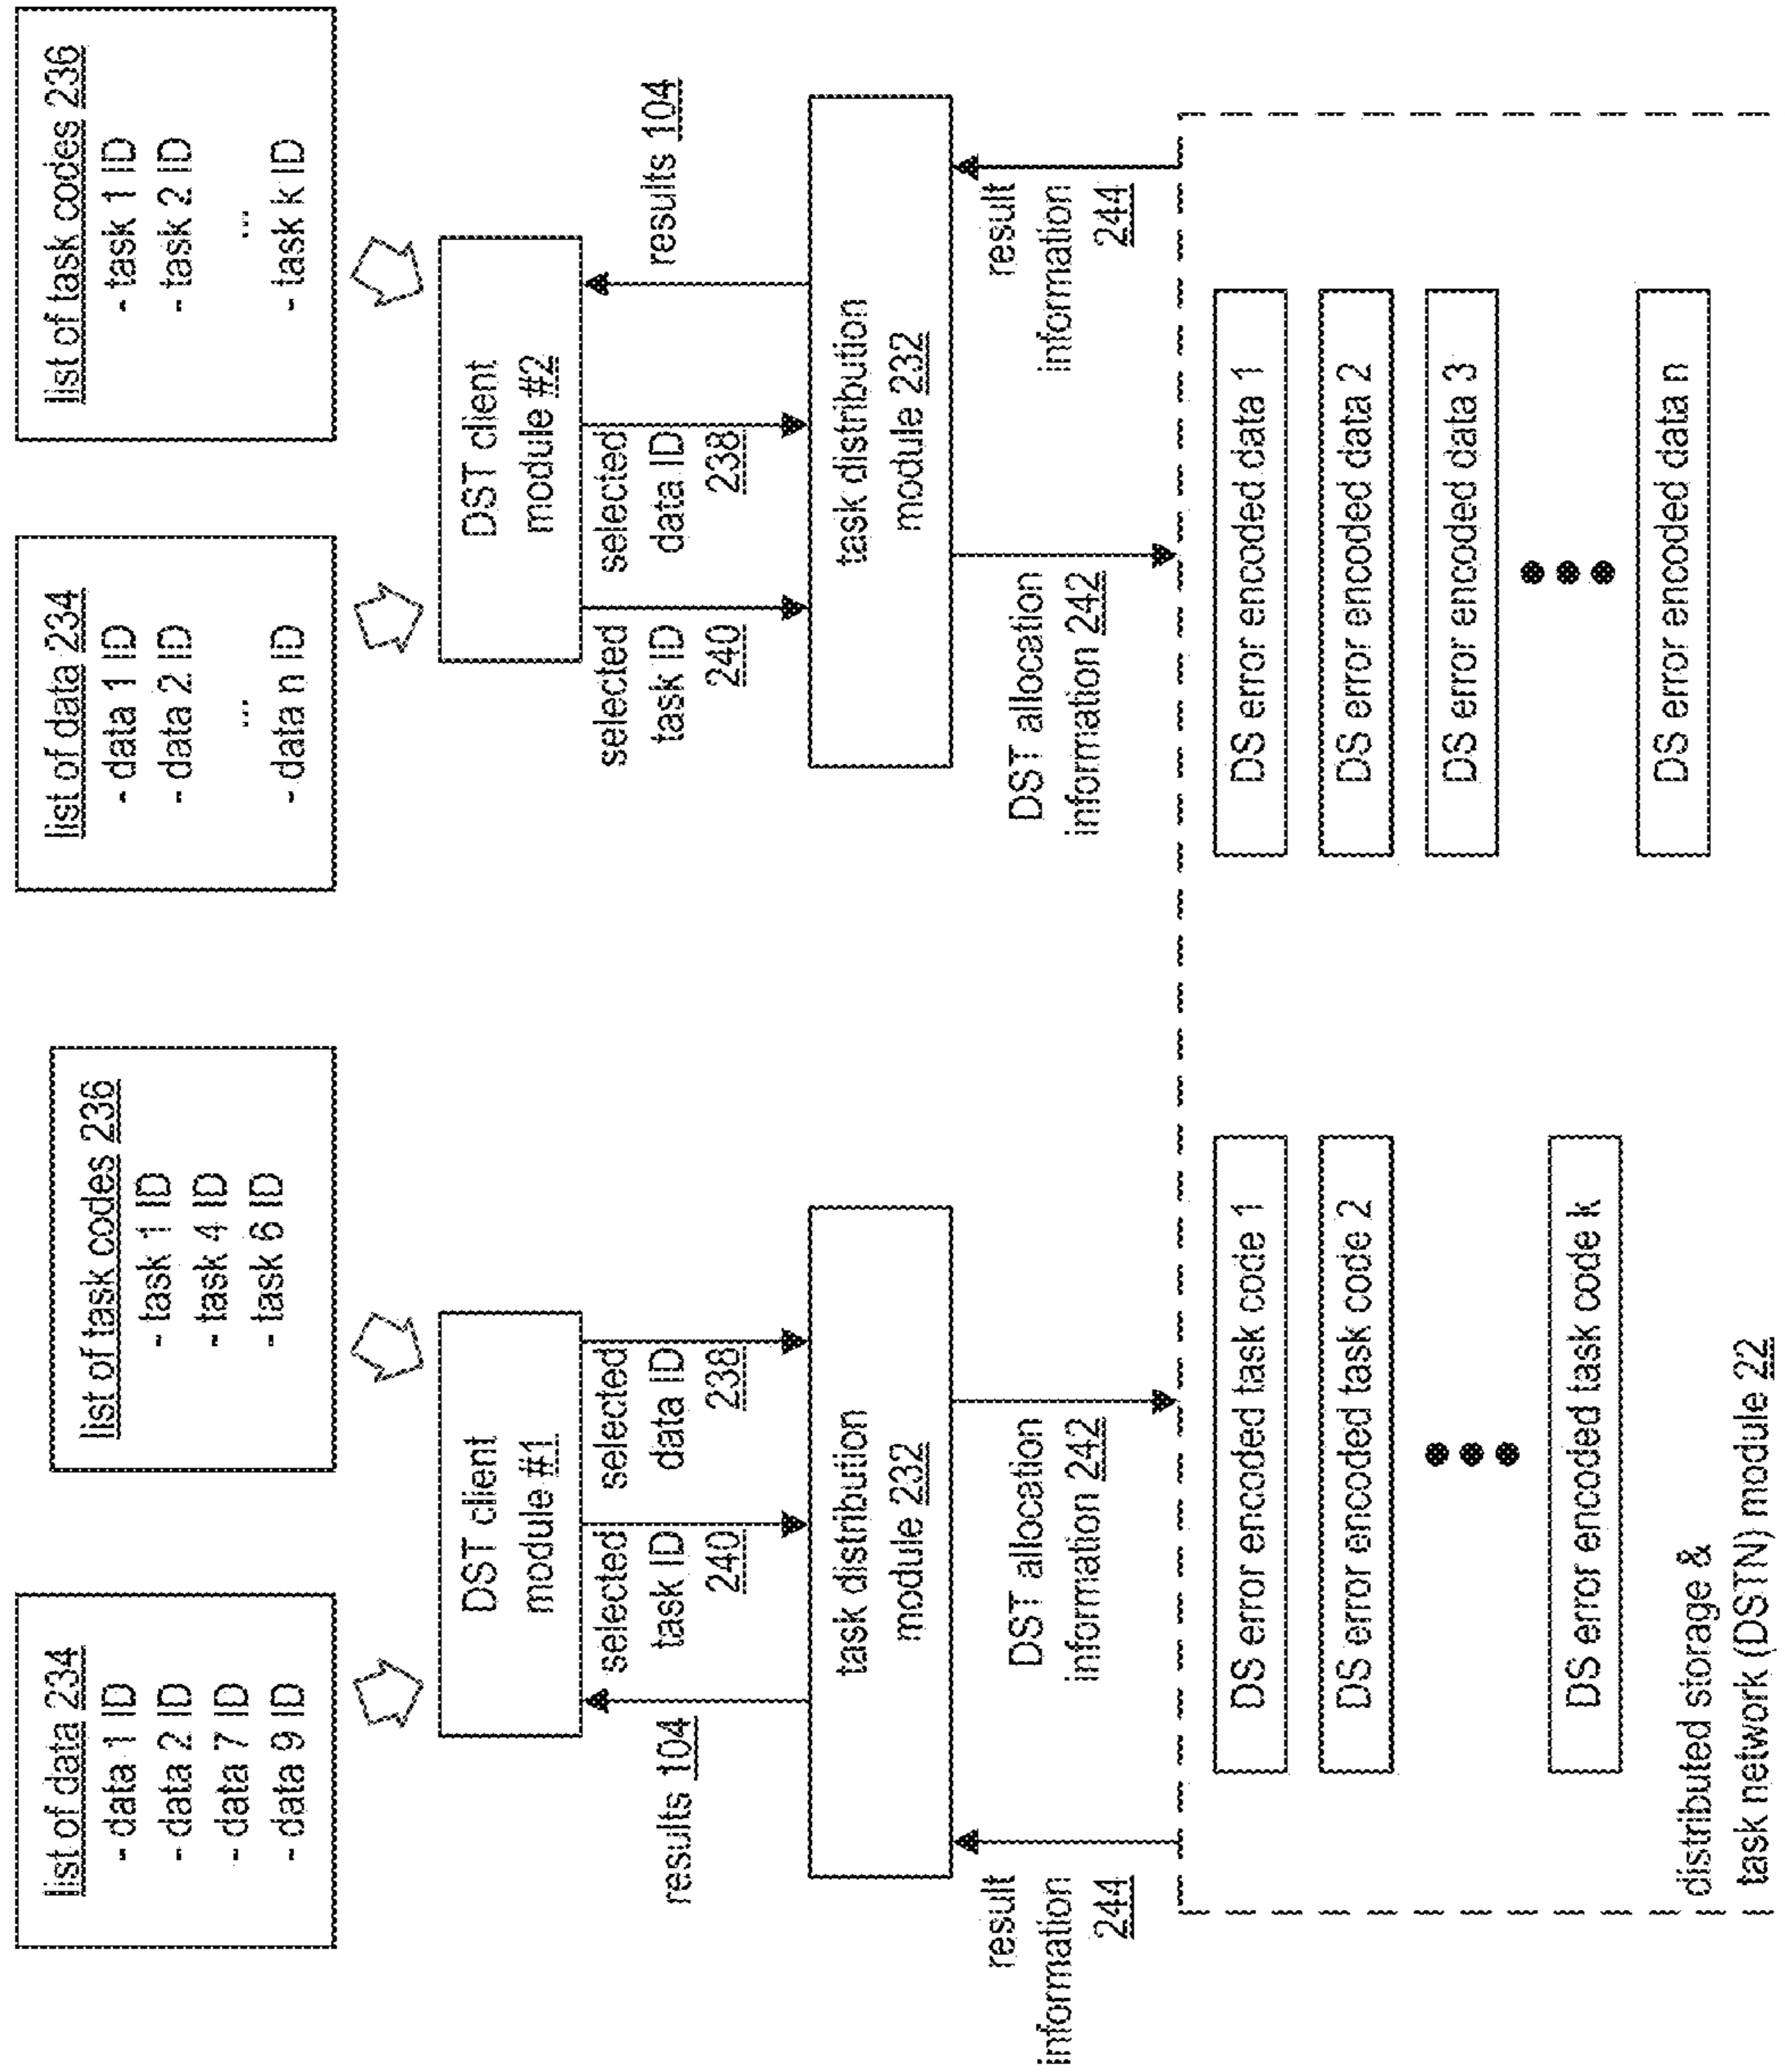 list of data 234
- data 1 ID
- data 2 ID
- data 7 ID
- data 9 ID
list of task codes 236
- task 1 ID
- task 4 ID
- task 6 ID
list of data 234
- data 1 ID
- data 2 ID
...
- data n ID
list of task codes 236
- task 1 ID
- task 2 ID
...
- task k ID
DST client
module #1
DST client
module #2
results 104
selected
task ID
240
selected
data ID
238
selected
task ID
240
selected
data ID
238
results 104
task distribution
module 232
task distribution
module 232
result
information
244
DST allocation
information 242
DST allocation
information 242
result
information
244
DS error encoded task code 1
DS error encoded task code 2
DS error encoded task code k
DS error encoded data 1
DS error encoded data 2
DS error encoded data 3
DS error encoded data n
distributed storage &
task network (DSTN) module 22